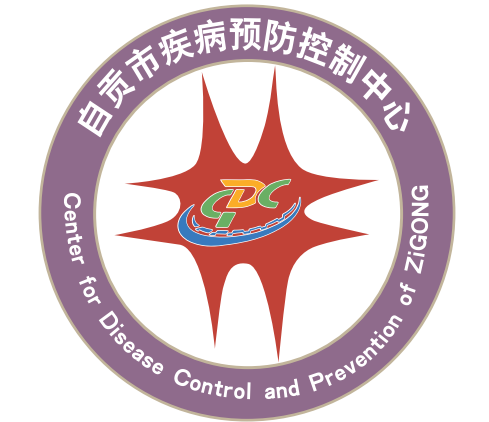 自贡市疾病预防控制中心
CDC
Center for Disease Control and Prevention of ZiGONG